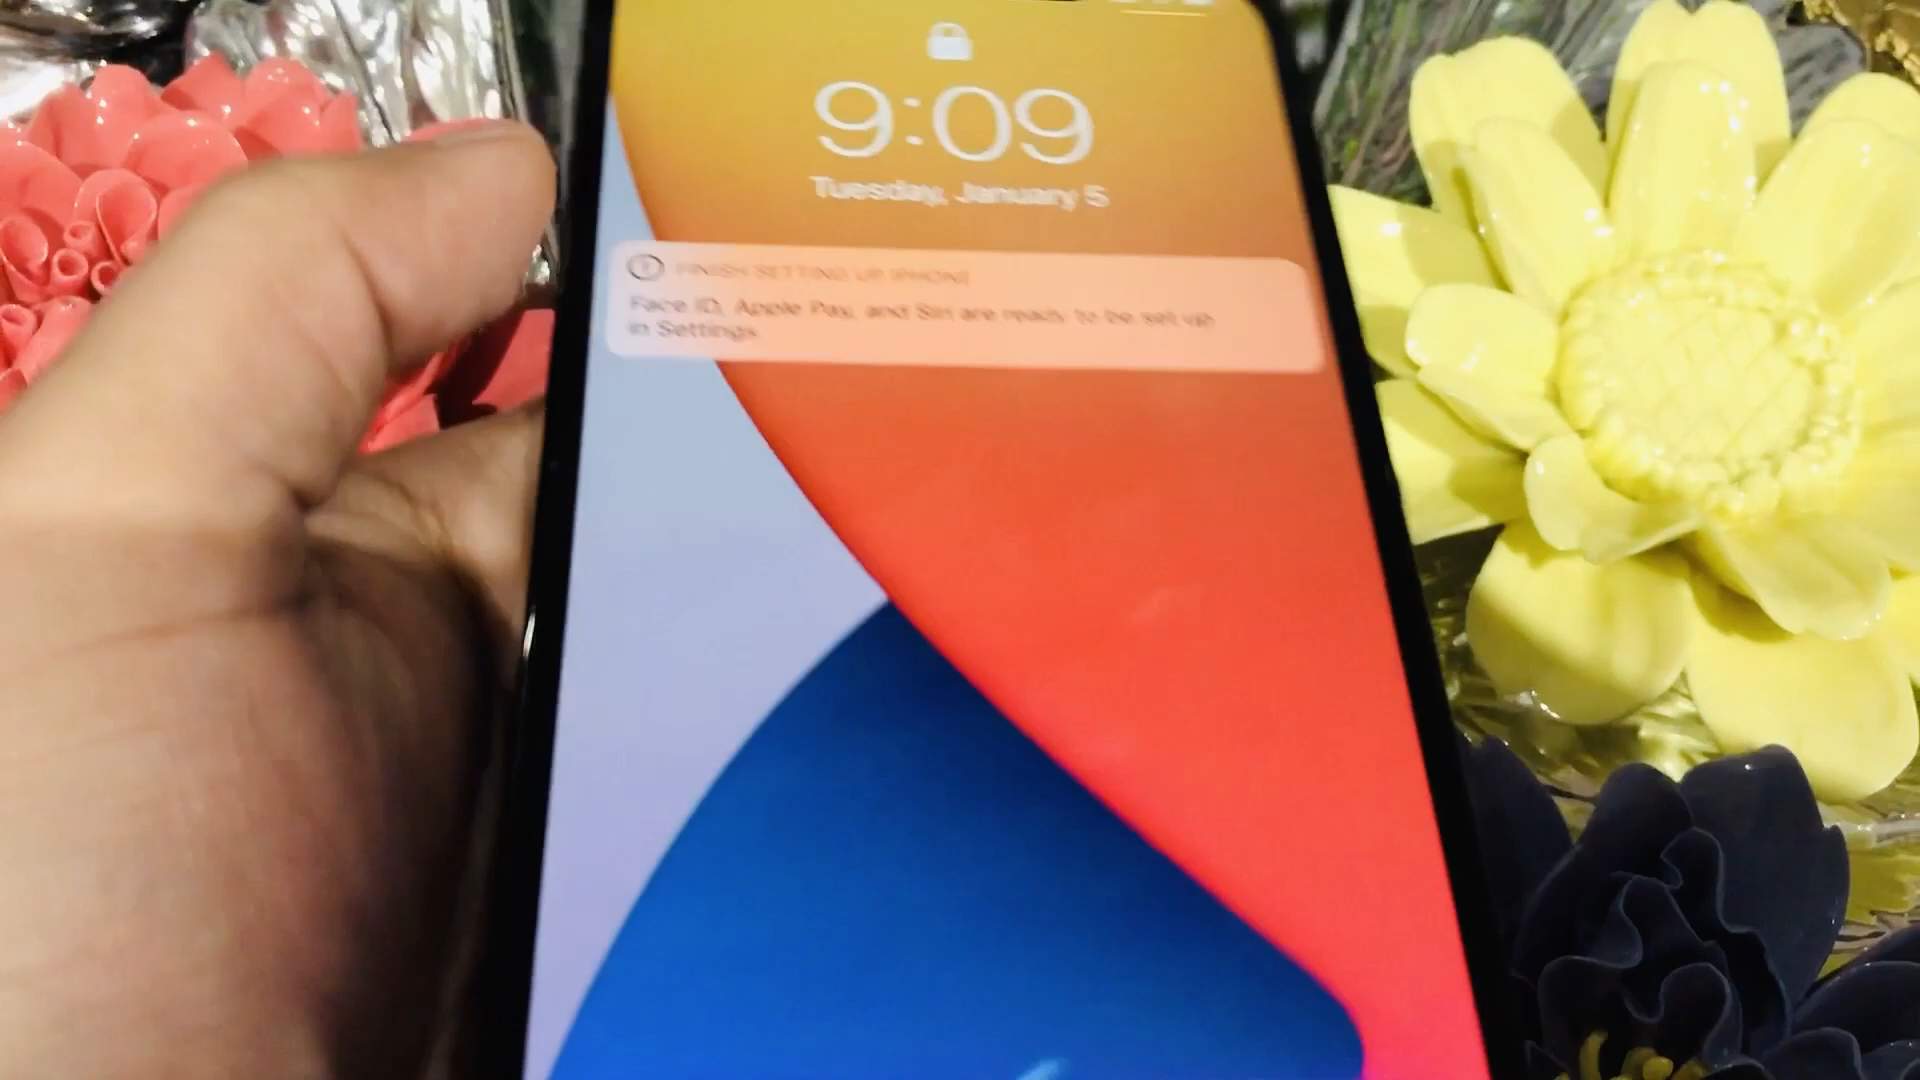 9:09
Tuesday, January 5
FINISH SETTING UP IPHONE
Face ID, Apple Pay, and Siri are ready to be set up
in Settings.